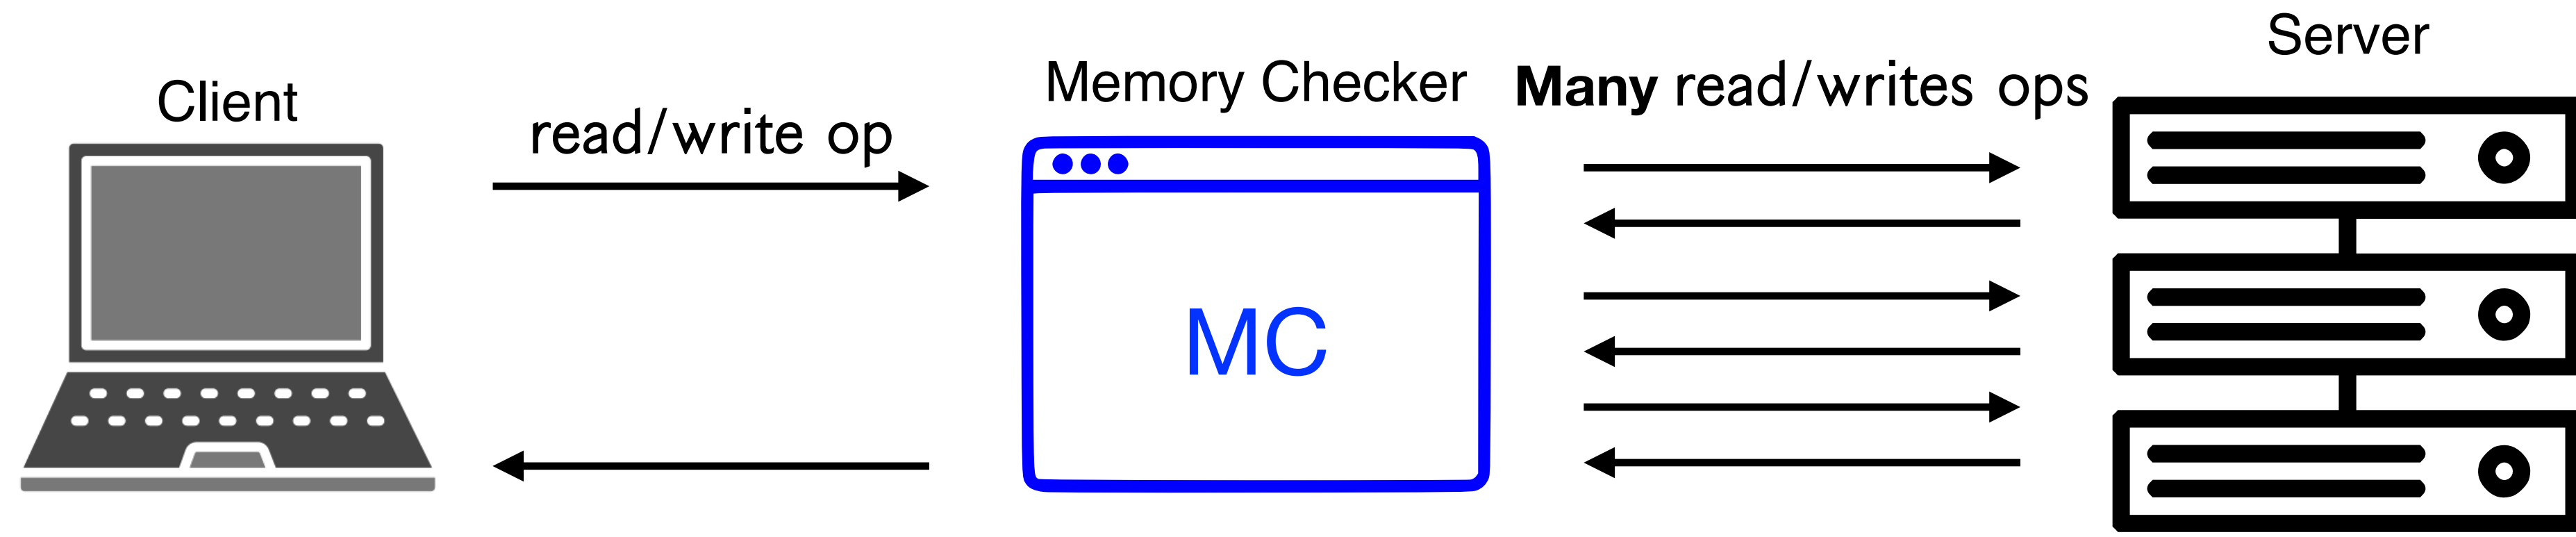 Client
read/write op
Memory Checker
MC
Many read/writes ops
Server